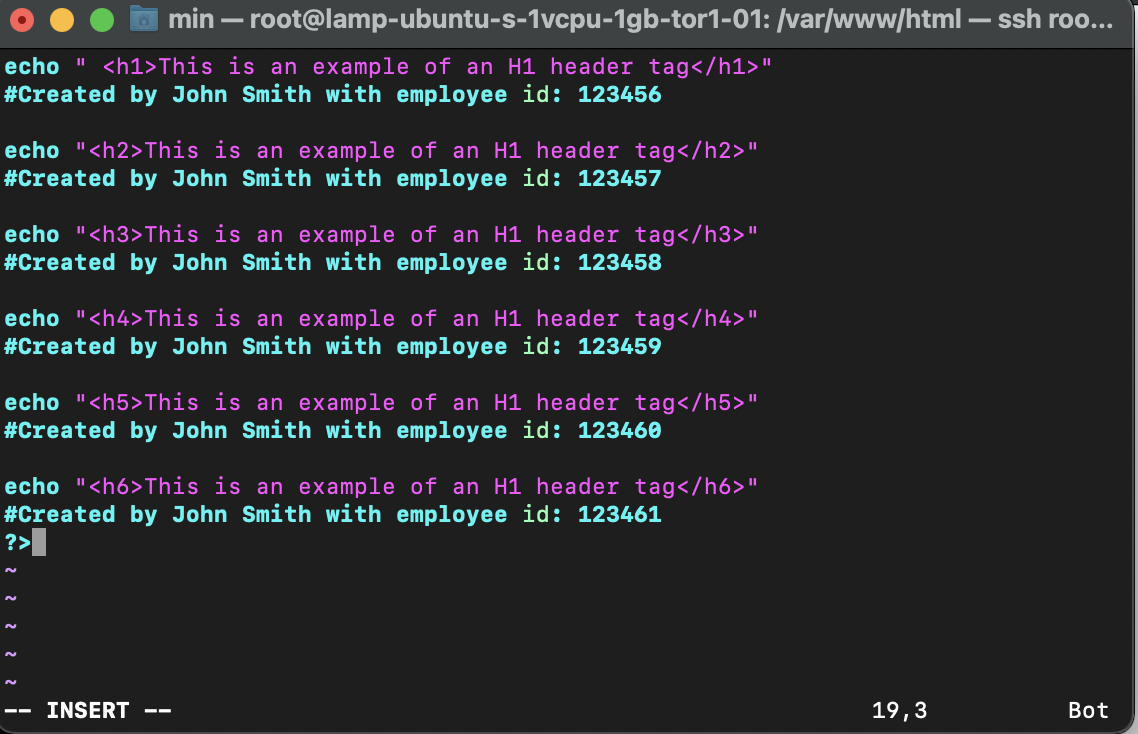 min — root@lamp-ubuntu-s-1vcpu-1gb-tor1-01: /var/www/html — ssh roo...
echo " <h1>This is an example of an H1 header tag</h1>"
#Created by John Smith with employee id: 123456
echo "<h2>This is an example of an H1 header tag</h2>"
#Created by John Smith with employee id: 123457
echo "<h3>This is an example of an H1 header tag</h3>"
#Created by John Smith with employee id: 123458
echo "<h4>This is an example of an H1 header tag</h4>"
#Created by John Smith with employee id: 123459
echo "<h5>This is an example of an H1 header tag</h5>"
#Created by John Smith with employee id: 123460
echo "<h6>This is an example of an H1 header tag</h6>"
#Created by John Smith with employee id: 123461
?>
~
~
~
~
~
-- INSERT -- 19,3 Bot